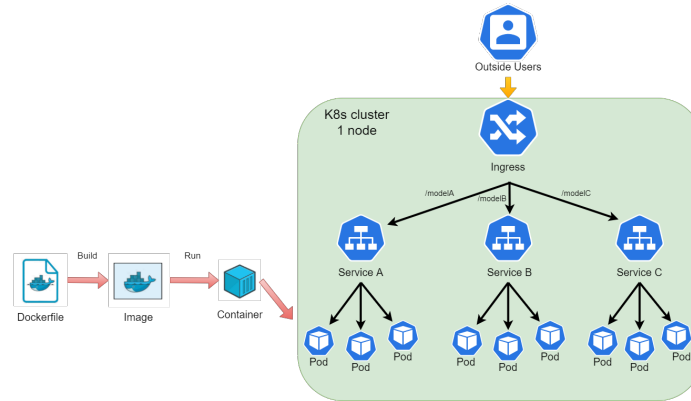 Outside Users
K8s cluster
1 node
Ingress
/modelA
/modelB
/modelC
Service A
Service B
Service C
Build
Run
Dockerfile
Image
Container
Pod
Pod
Pod
Pod
Pod
Pod
Pod
Pod
Pod